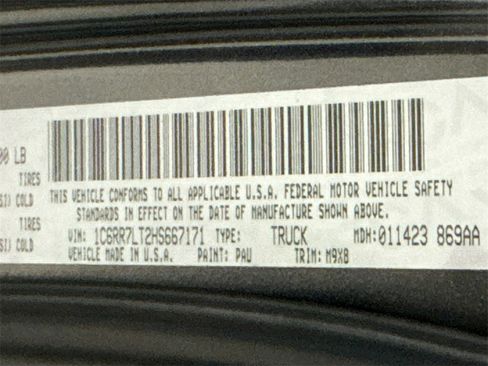 00 LB
TIRES
THIS VEHICLE CONFORMS TO ALL APPLICABLE U.S.A. FEDERAL MOTOR VEHICLE SAFETY
SI) COLD
STANDARDS IN EFFECT ON THE DATE OF MANUFACTURE SHOWN ABOVE.
TIRES
VIN: 1C6RR7LT2HS667171 TYPE: TRUCK MDH: 011423 869AA
SI) COLD
VEHICLE MADE IN U.S.A. PAINT: PAU TRIM: M9X8